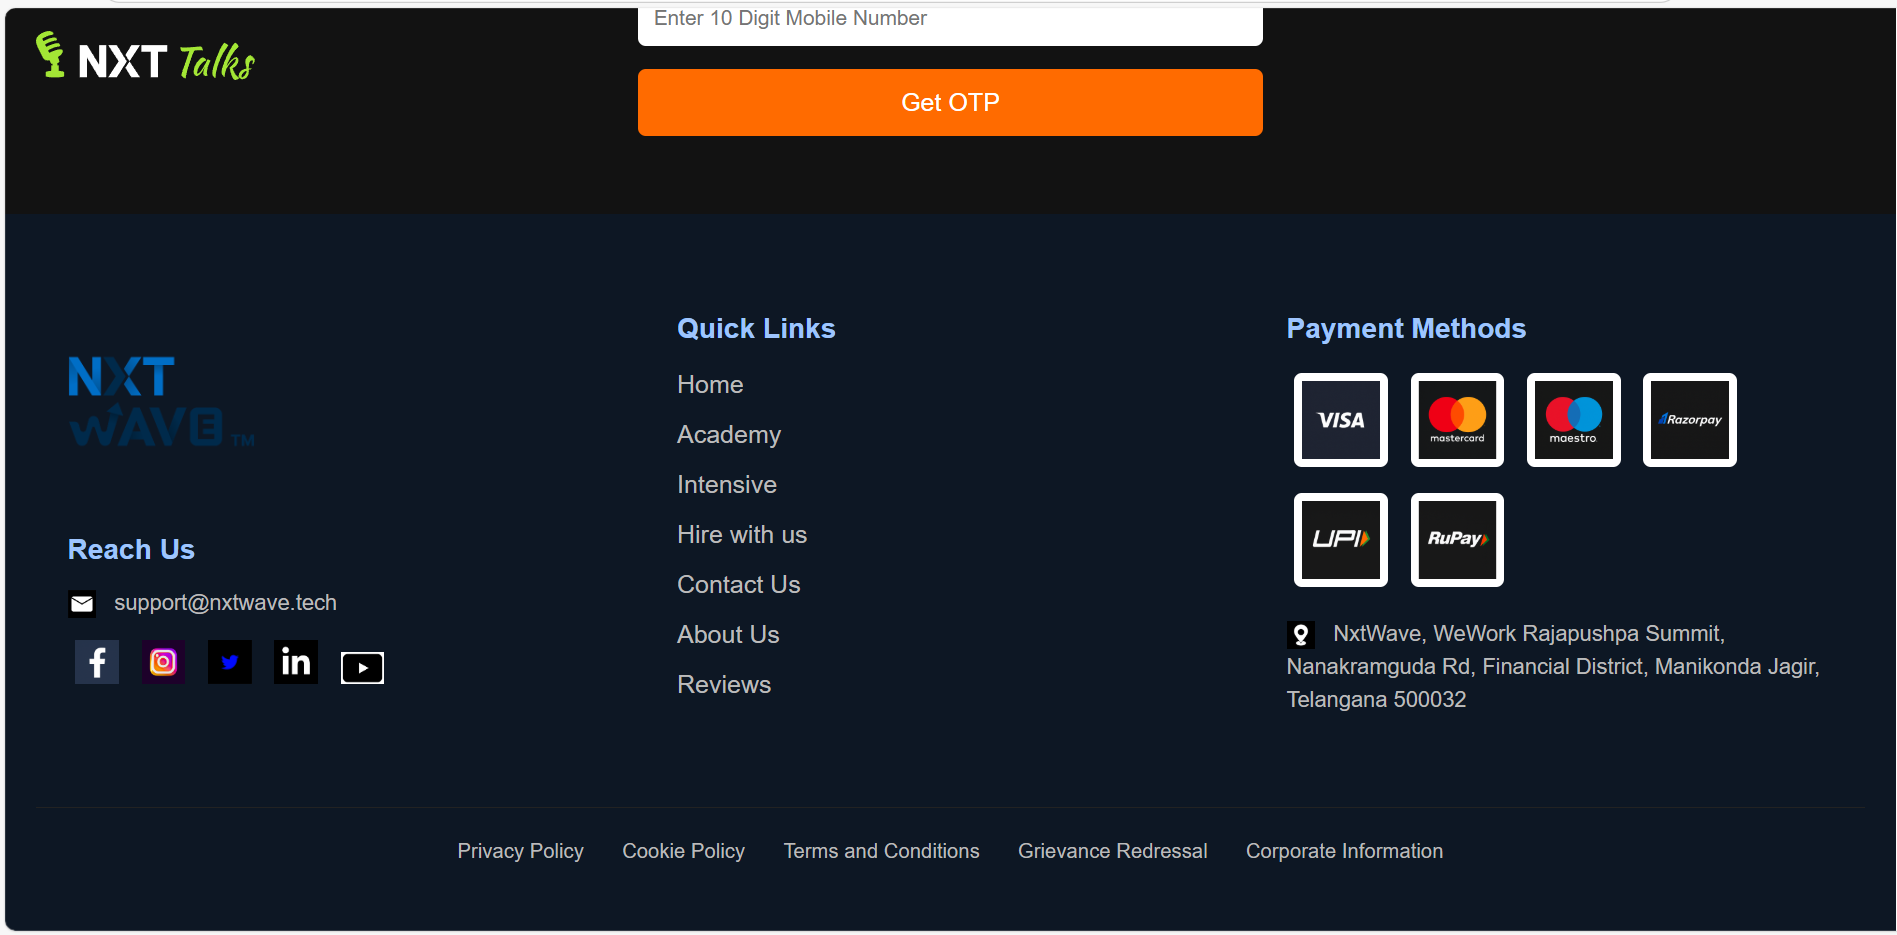 Enter 10 Digit Mobile Number
NXT Talks
Get OTP
NXT
WAVE TM
Reach Us
support@nxtwave.tech
f
in
Quick Links
Home
Academy
Intensive
Hire with us
Contact Us
About Us
Reviews
Payment Methods
VISA
mastercard
maestro
Razorpay
UPI
RuPay
NxtWave, WeWork Rajapushpa Summit,
Nanakramguda Rd, Financial District, Manikonda Jagir,
Telangana 500032
Privacy Policy
Cookie Policy
Terms and Conditions
Grievance Redressal
Corporate Information